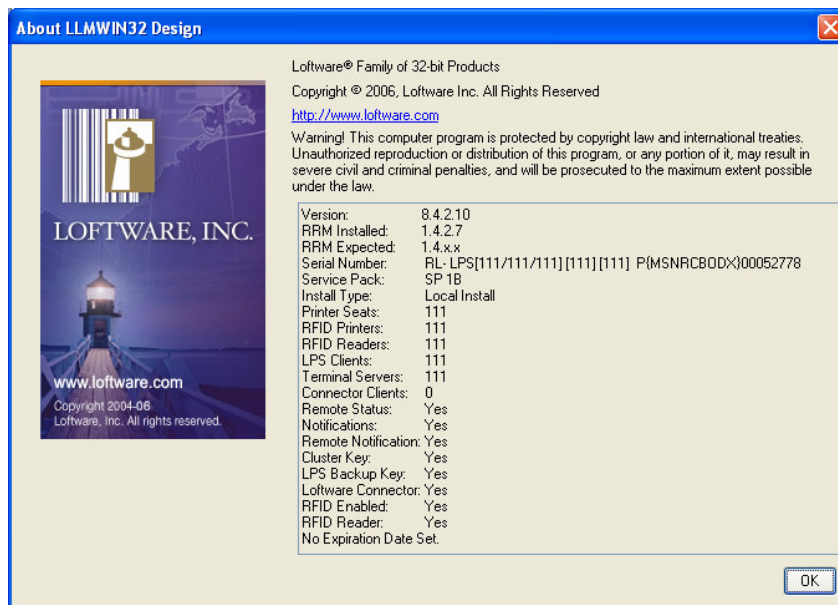 About LLMWIN32 Design
LOFTWARE, INC.
www.loftware.com
Copyright 2004-06
Loftware, Inc. All rights reserved.
Loftware® Family of 32-bit Products
Copyright © 2006, Loftware Inc. All Rights Reserved
http://www.loftware.com
Warning! This computer program is protected by copyright law and international treaties.
Unauthorized reproduction or distribution of this program, or any portion of it, may result in
severe civil and criminal penalties, and will be prosecuted to the maximum extent possible
under the law.
Version: 8.4.2.10
RRM Installed: 1.4.2.7
RRM Expected: 1.4.x.x
Serial Number: RL-LPS[111/111/111][111][111] P{MSNRCBODX}00052778
Service Pack: SP 1B
Install Type: Local Install
Printer Seats: 111
RFID Printers: 111
RFID Readers: 111
LPS Clients: 111
Terminal Servers: 111
Connector Clients: 0
Remote Status: Yes
Notifications: Yes
Remote Notification: Yes
Cluster Key: Yes
LPS Backup Key: Yes
Loftware Connector: Yes
RFID Enabled: Yes
RFID Reader: Yes
No Expiration Date Set.
OK